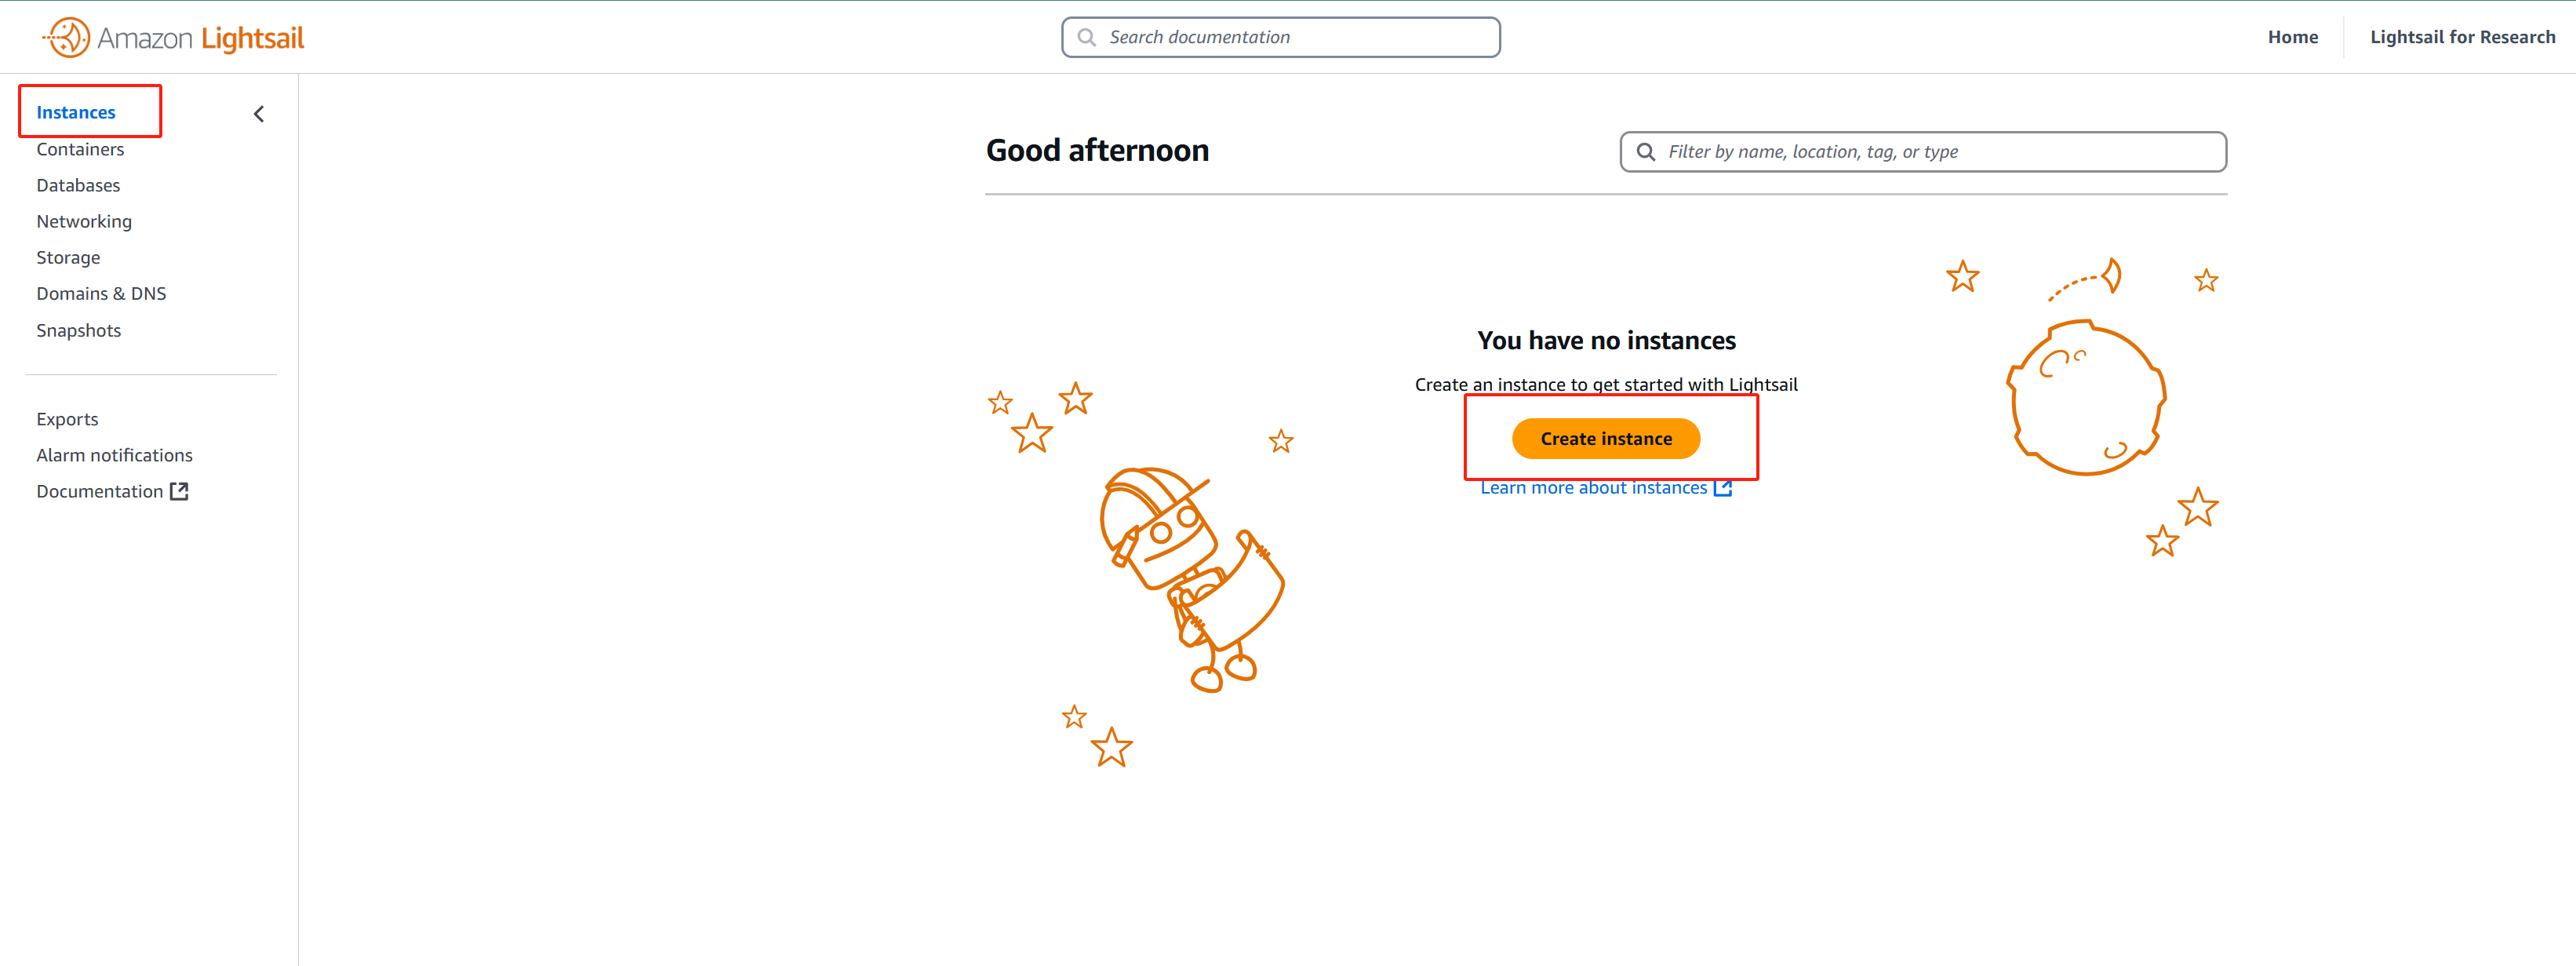 Amazon Lightsail
Search documentation
Home
Lightsail for Research
Instances
Containers
Databases
Networking
Storage
Domains & DNS
Snapshots
Exports
Alarm notifications
Documentation
Good afternoon
Filter by name, location, tag, or type
You have no instances
Create an instance to get started with Lightsail
Create instance
Learn more about instances